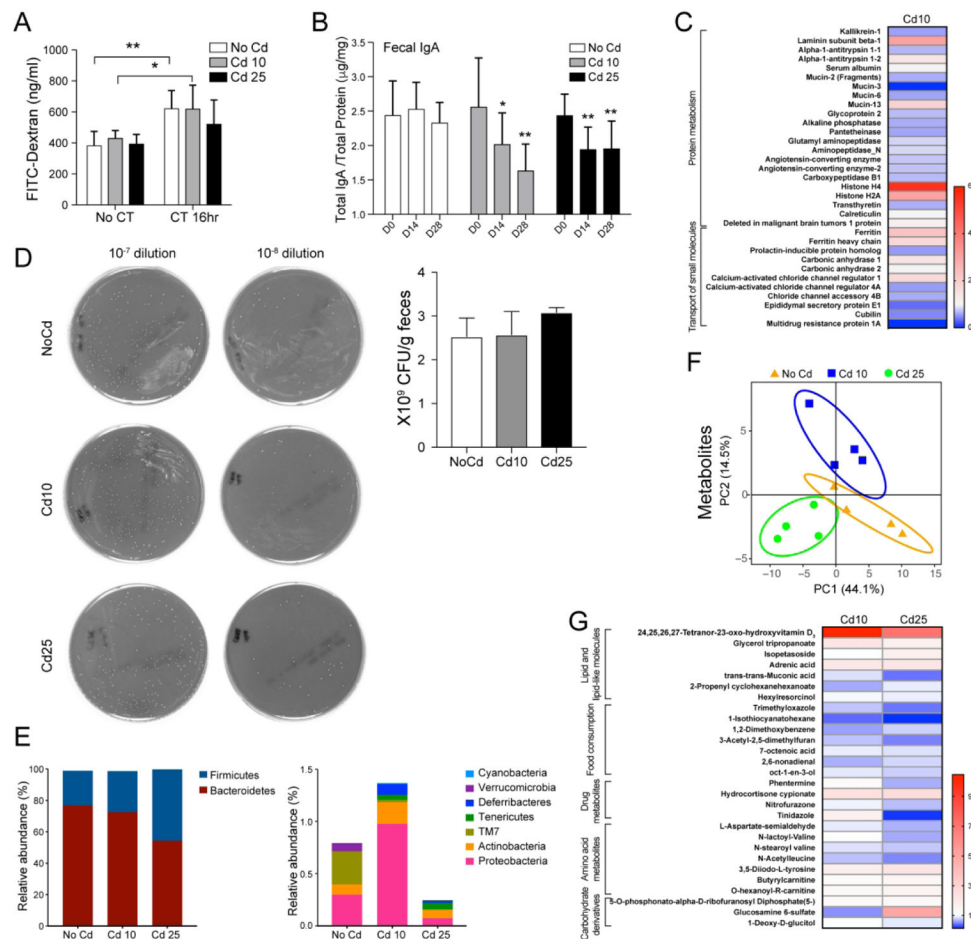 A
B
C
FITC-Dextran (ng/ml)
1000
800
600
400
200
0
**
*
No Cd
Cd 10
Cd 25
No CT
CT 16hr
Total IgA /Total Protein (μg/mg)
3.5
3.0
2.5
2.0
1.5
1.0
Fecal IgA
No Cd
Cd 10
Cd 25
*
**
**
**
D0
D14
D28
D0
D14
D28
D0
D14
D28
Cd10
Protein metabolism
Transport of small molecules
Kallikrein-1
Laminin subunit beta-1
Alpha-1-antitrypsin 1-1
Alpha-1-antitrypsin 1-2
Serum albumin
Mucin-2 (Fragments)
Mucin-3
Mucin-6
Mucin-13
Glycoprotein 2
Alkaline phosphatase
Pantetheinase
Glutamyl aminopeptidase
Aminopeptidase_N
Angiotensin-converting enzyme
Angiotensin-converting enzyme-2
Carboxypeptidase B1
Histone H4
Histone H2A
Transthyretin
Calreticulin
Deleted in malignant brain tumors 1 protein
Ferritin
Ferritin heavy chain
Prolactin-inducible protein homolog
Carbonic anhydrase 1
Carbonic anhydrase 2
Calcium-activated chloride channel regulator 1
Calcium-activated chloride channel regulator 4A
Chloride channel accessory 4B
Epididymal secretory protein E1
Cubilin
Multidrug resistance protein 1A
6
4
2
0
D
10-7 dilution
10-8 dilution
NoCd
Cd10
Cd25
X109 CFU/g feces
4
3
2
1
0
NoCd
Cd10
Cd25
F
No Cd
Cd 10
Cd 25
Metabolites
PC2 (14.5%)
5
0
−5
−10
−5
0
5
10
15
PC1 (44.1%)
G
Cd10
Cd25
Lipid and lipid-like molecules
Food consumption
Drug metabolites
Amino acid metabolites
Carbohydrate derivatives
24,25,26,27-Tetranor-23-oxo-hydroxyvitamin D3
Glycerol tripropanoate
Isopetasoside
Adrenic acid
trans-trans-Muconic acid
2-Propenyl cyclohexanehexanoate
Hexylresorcinol
Trimethyloxazole
1-Isothiocyanatohexane
1,2-Dimethoxybenzene
3-Acetyl-2,5-dimethylfuran
7-octenoic acid
2,6-nonadienal
oct-1-en-3-ol
Phentermine
Hydrocortisone cypionate
Nitrofurazone
Tinidazole
L-Aspartate-semialdehyde
N-lactoyl-Valine
N-stearoyl valine
N-Acetylleucine
3,5-Diiodo-L-tyrosine
Butyrylcarnitine
O-hexanoyl-R-carnitine
5-O-phosphonato-alpha-D-ribofuranosyl Diphosphate(5-)
Glucosamine 6-sulfate
1-Deoxy-D-glucitol
9
7
5
3
1
0
E
Relative abundance (%)
100
80
60
40
20
0
Firmicutes
Bacteroidetes
No Cd
Cd 10
Cd 25
Relative abundance (%)
1.5
1.0
0.5
0.0
Cyanobacteria
Verrucomicrobia
Deferribacteres
Tenericutes
TM7
Actinobacteria
Proteobacteria
No Cd
Cd 10
Cd 25